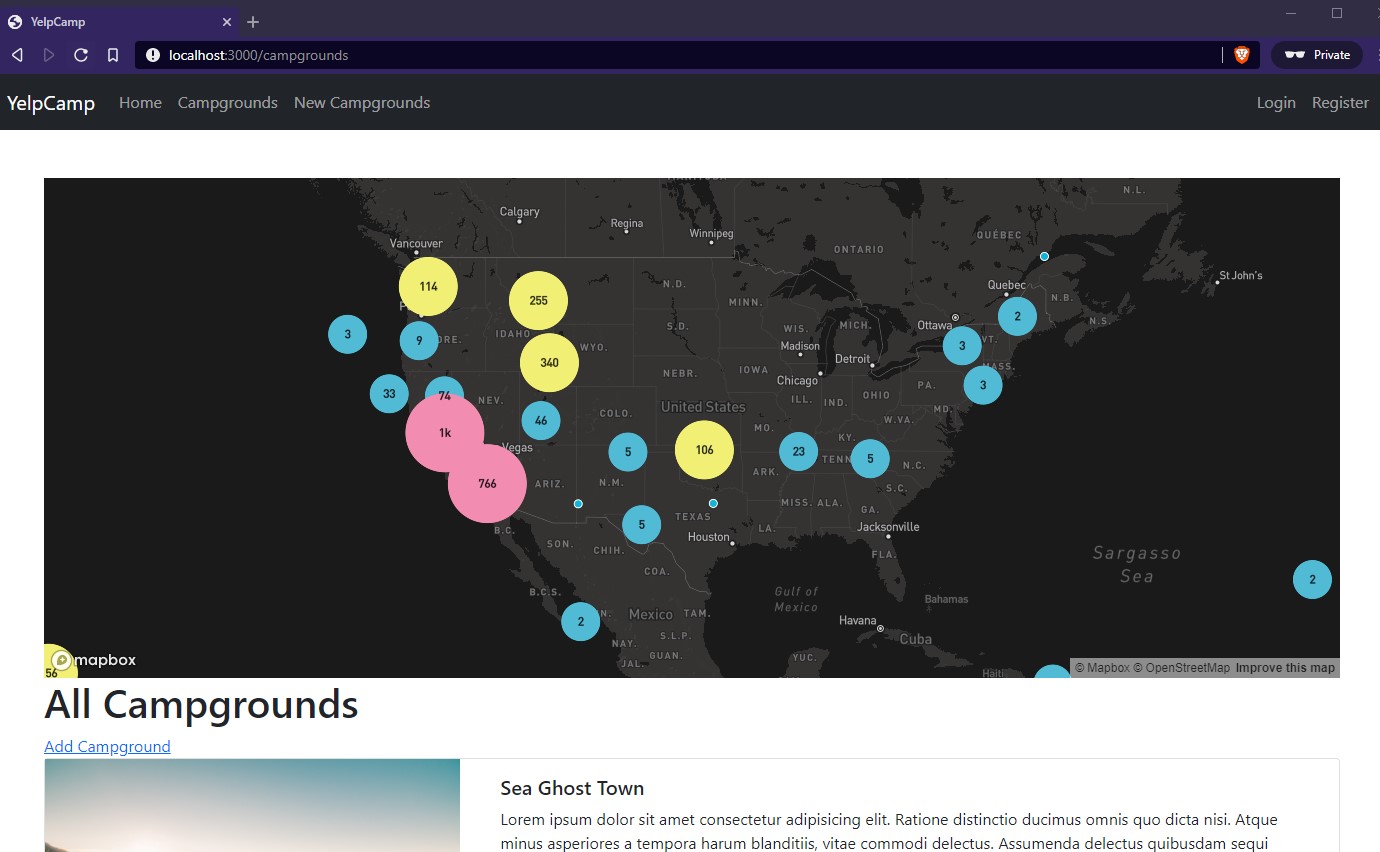 YelpCamp
localhost:3000/campgrounds
Private
YelpCamp Home Campgrounds New Campgrounds Login Register
N.L.
Calgary
Regina
Winnipeg
QUÉBEC
Vancouver
ONTARIO
St John's
114
255
N.D.
MINN.
Quebec
N.B.
3
9
ORE.
IDAHO
S.D.
WIS.
MICH.
Ottawa
2
N.S.
340
WYO.
Madison
Detroit
3
VT.
MASS.
33
74
NEV.
NEBR.
IOWA
Chicago
PA.
3
ILL.
IND.
OHIO
MD.
1k
46
COLO.
United States
MO.
W.VA.
KY.
Vegas
5
106
23
TENN
5
N.C.
766
ARIZ.
N.M.
ARK.
S.C.
MISS.
ALA.
GA.
B.C.
5
TEXAS
Houston
LA.
Jacksonville
SON.
CHIH.
FLA.
Sargasso
Sea
COA.
2
B.C.S.
Gulf of
Mexico
Bahamas
2
Mexico
TAM.
Havana
Cuba
NAY.
S.L.P.
JAL.
GUAN.
YUC.
Haiti
56
mapbox
© Mapbox © OpenStreetMap Improve this map
All Campgrounds
Add Campground
Sea Ghost Town
Lorem ipsum dolor sit amet consectetur adipisicing elit. Ratione distinctio ducimus omnis quo dicta nisi. Atque
minus asperiores a tempora harum blanditiis, vitae commodi delectus. Assumenda delectus quibusdam sequi